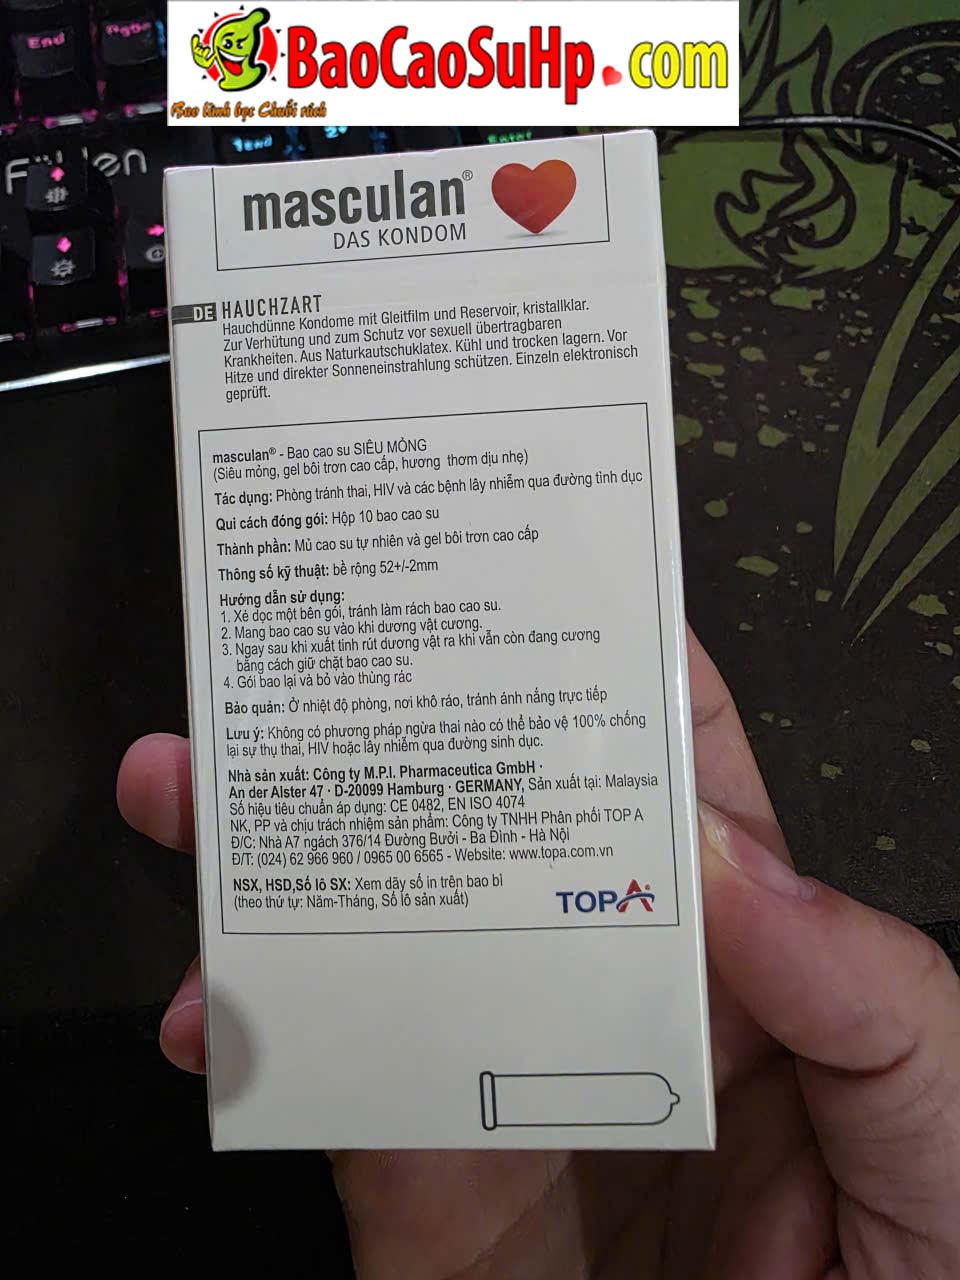 BaoCaoSuHp.com
Bao lành bọc Chuối rách
End
End
masculan®
DAS KONDOM
DE HAUCHZART
Hauchdünne Kondome mit Gleitfilm und Reservoir, kristallklar.
Zur Verhütung und zum Schutz vor sexuell übertragbaren
Krankheiten. Aus Naturkautschuklatex. Kühl und trocken lagern. Vor
Hitze und direkter Sonneneinstrahlung schützen. Einzeln elektronisch
geprüft.
masculan® - Bao cao su SIÊU MỎNG
(Siêu mỏng, gel bôi trơn cao cấp, hương thơm dịu nhẹ)
Tác dụng: Phòng tránh thai, HIV và các bệnh lây nhiễm qua đường tình dục
Qui cách đóng gói: Hộp 10 bao cao su
Thành phần: Mủ cao su tự nhiên và gel bôi trơn cao cấp
Thông số kỹ thuật: bề rộng 52+/-2mm
Hướng dẫn sử dụng:
1. Xé dọc một bên gói, tránh làm rách bao cao su.
2. Mang bao cao su vào khi dương vật cương.
3. Ngay sau khi xuất tinh rút dương vật ra khi vẫn còn đang cương
bằng cách giữ chặt bao cao su.
4. Gói bao lại và bỏ vào thùng rác
Bảo quản: Ở nhiệt độ phòng, nơi khô ráo, tránh ánh nắng trực tiếp
Lưu ý: Không có phương pháp ngừa thai nào có thể bảo vệ 100% chống
lại sự thụ thai, HIV hoặc lây nhiễm qua đường sinh dục.
Nhà sản xuất: Công ty M.P.I. Pharmaceutica GmbH ·
An der Alster 47 · D-20099 Hamburg · GERMANY, Sản xuất tại: Malaysia
Số hiệu tiêu chuẩn áp dụng: CE 0482, EN ISO 4074
NK, PP và chịu trách nhiệm sản phẩm: Công ty TNHH Phân phối TOP A
Đ/C: Nhà A7 ngách 376/14 Đường Bưởi - Ba Đình - Hà Nội
Đ/T: (024) 62 966 960 / 0965 00 6565 - Website: www.topa.com.vn
NSX, HSD,Số lô SX: Xem dãy số in trên bao bì
(theo thứ tự: Năm-Tháng, Số lô sản xuất)
TOPA